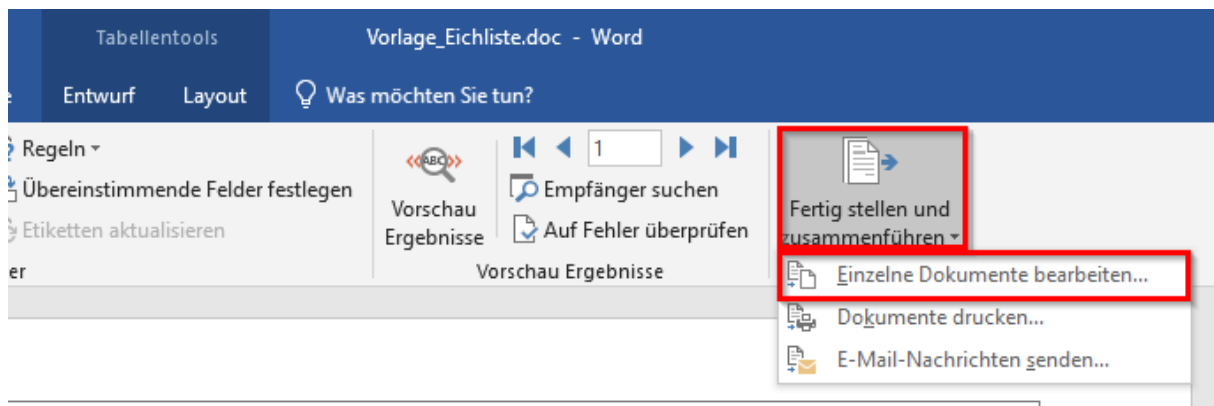 Tabellentools
Vorlage_Eichliste.doc - Word
Entwurf
Layout
Was möchten Sie tun?
Regeln
Übereinstimmende Felder festlegen
Etiketten aktualisieren
er
«ABC»
Vorschau
Ergebnisse
1
Empfänger suchen
Auf Fehler überprüfen
Vorschau Ergebnisse
Fertig stellen und
zusammenführen
Einzelne Dokumente bearbeiten...
Dokumente drucken...
E-Mail-Nachrichten senden...